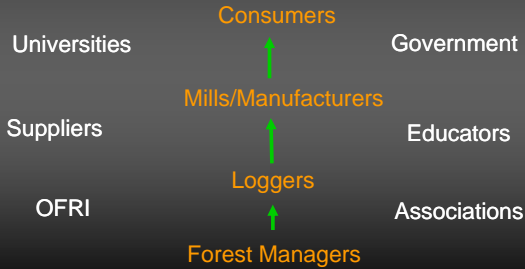 Consumers
Universities
Government
Mills/Manufacturers
Suppliers
Educators
Loggers
OFRI
Associations
Forest Managers